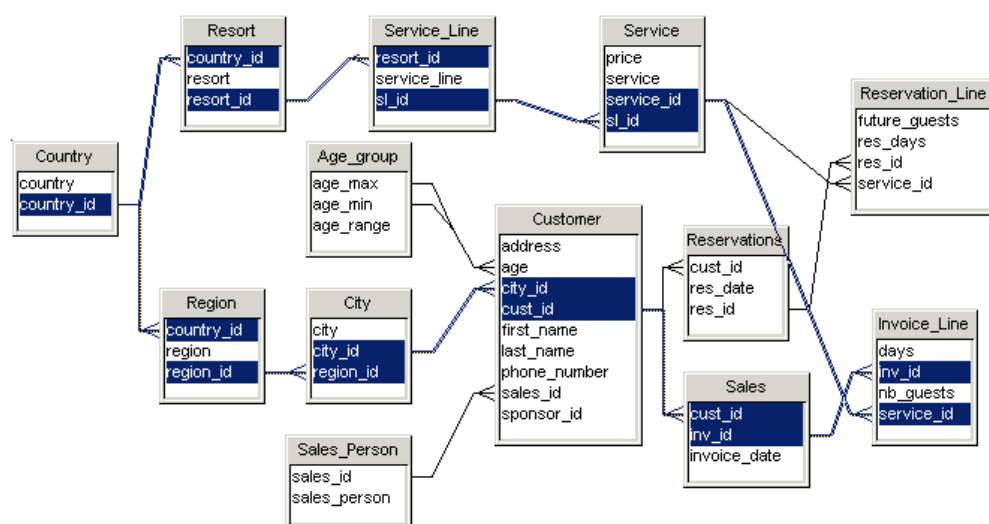 Resort
country_id
resort
resort_id
Service_Line
resort_id
service_line
sl_id
Service
price
service
service_id
sl_id
Reservation_Line
future_guests
res_days
res_id
service_id
Country
country
country_id
Age_group
age_max
age_min
age_range
Customer
address
age
city_id
cust_id
first_name
last_name
phone_number
sales_id
sponsor_id
Reservations
cust_id
res_date
res_id
Region
country_id
region
region_id
City
city
city_id
region_id
Invoice_Line
days
inv_id
nb_guests
service_id
Sales
cust_id
inv_id
invoice_date
Sales_Person
sales_id
sales_person